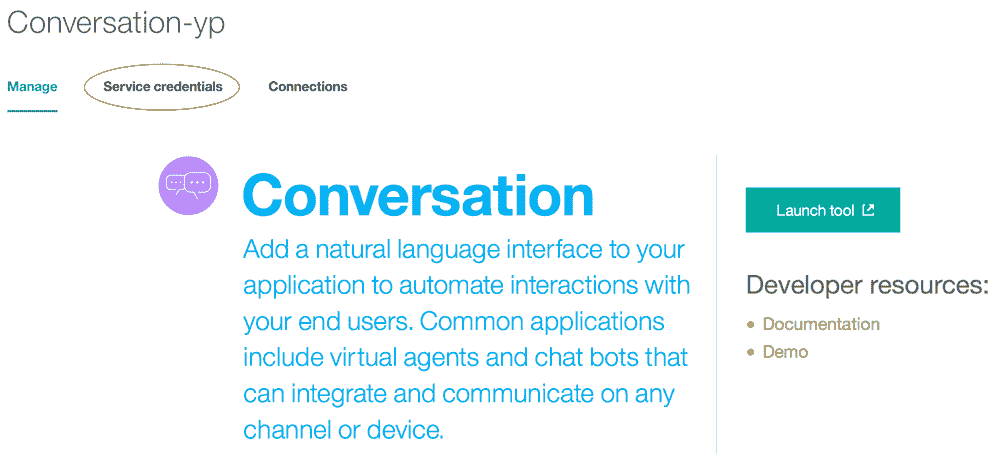 Conversation-yp
Manage Service credentials Connections
Conversation
Add a natural language interface to your
application to automate interactions with
your end users. Common applications
include virtual agents and chat bots that
can integrate and communicate on any
channel or device.
Launch tool
Developer resources:
Documentation
Demo